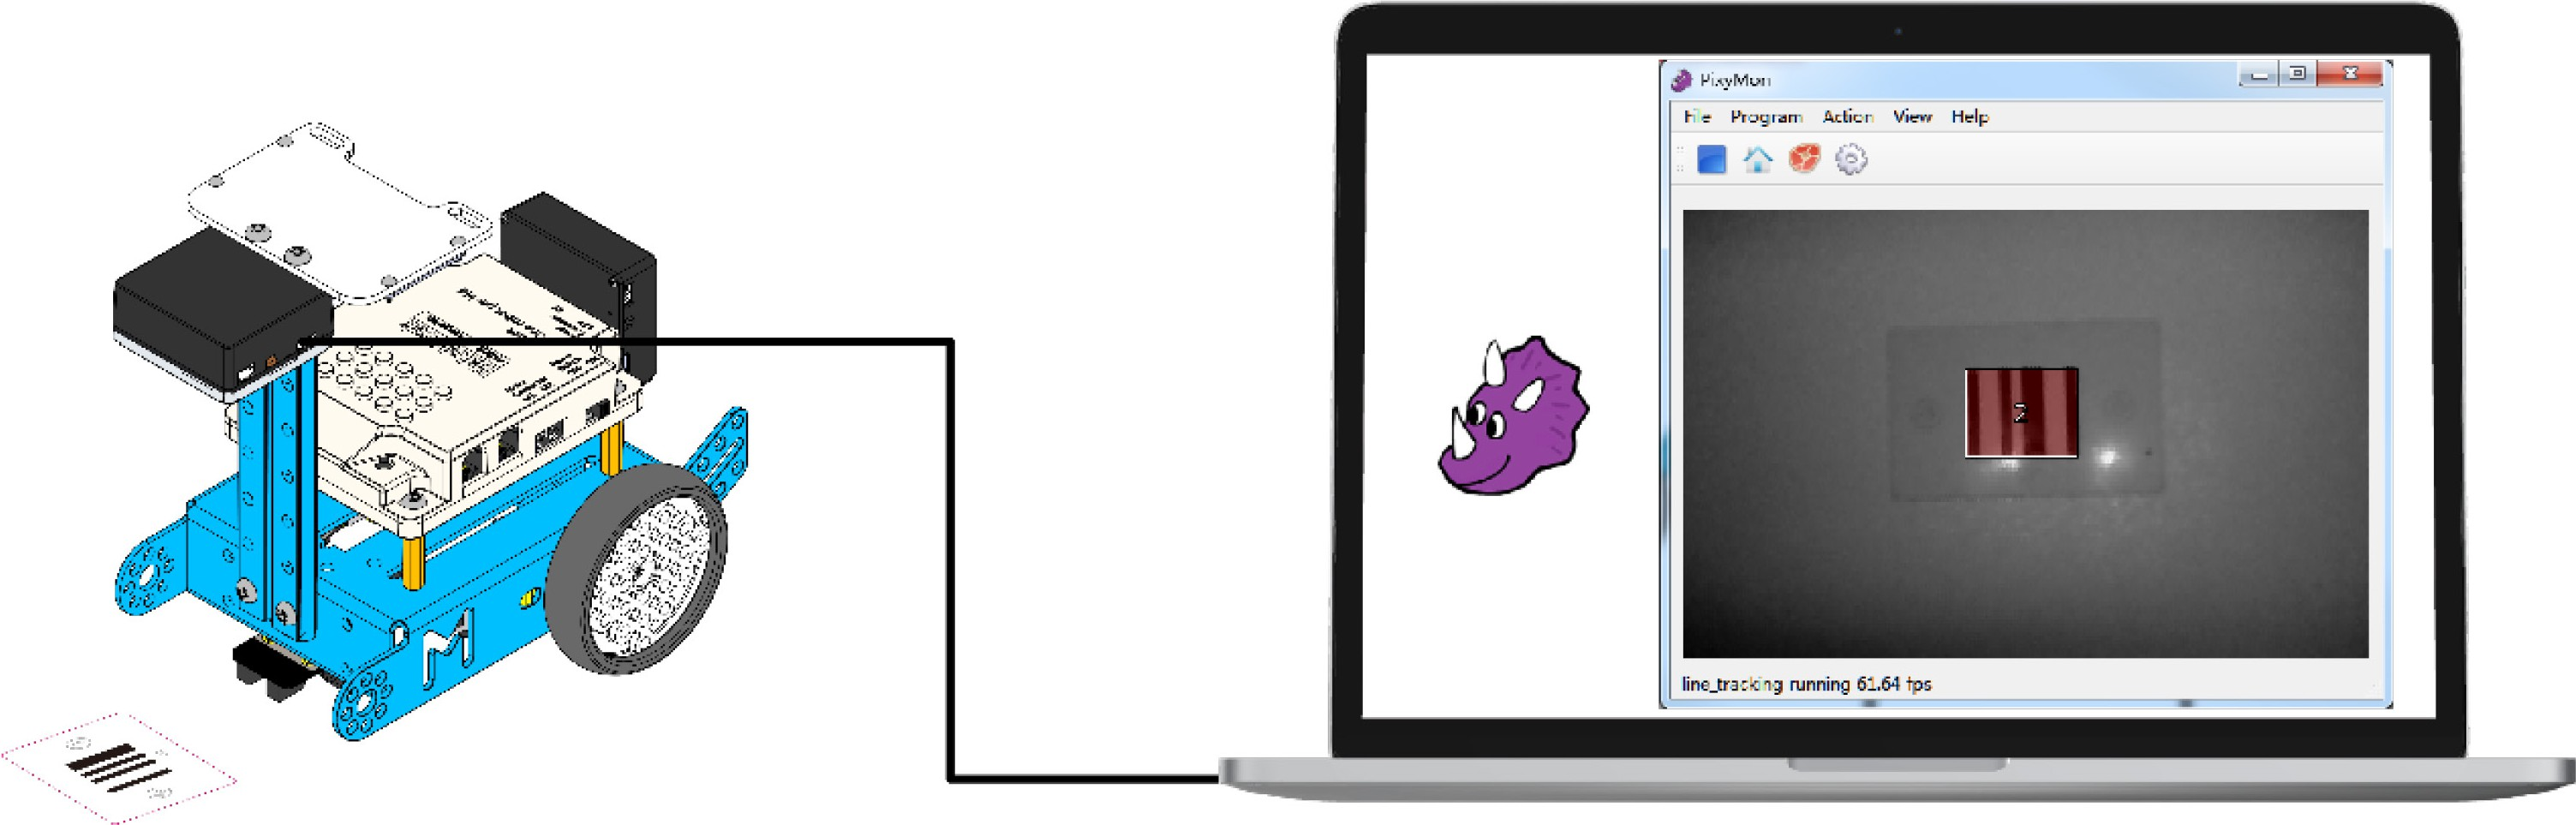 PixyMon
File Program Action View Help
2
line_tracking running 61.64 fps
M